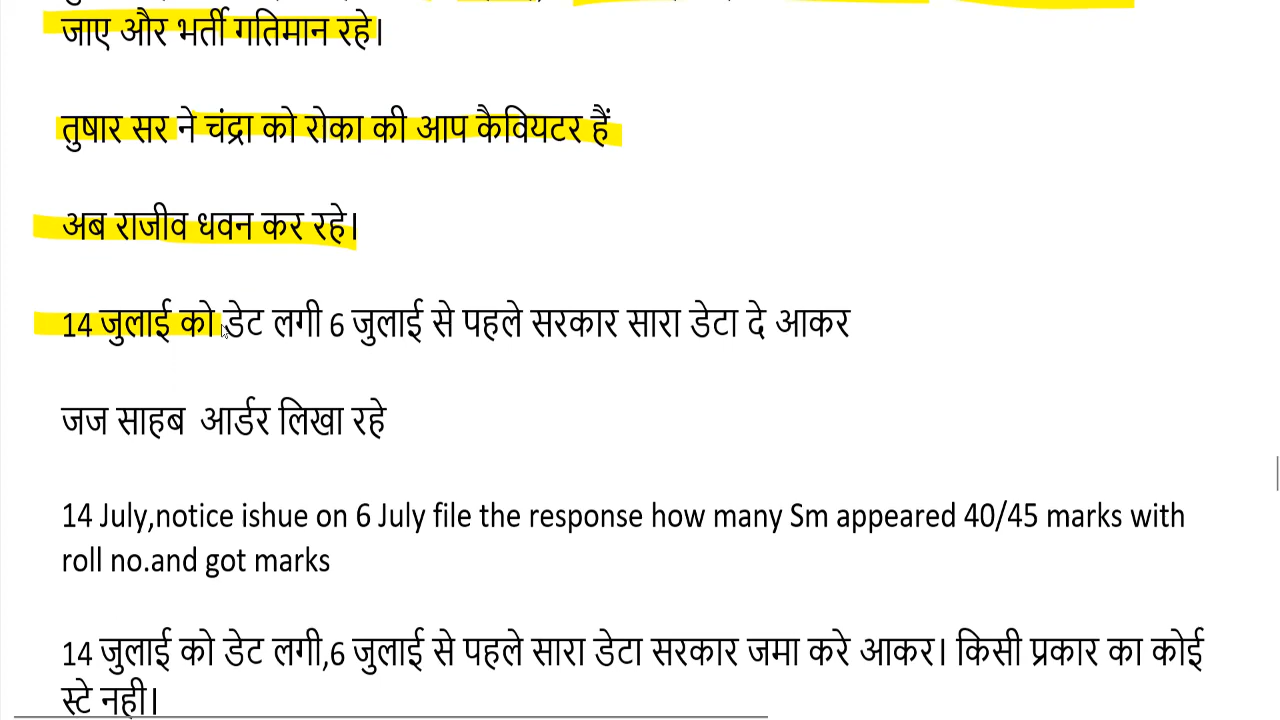 जाए और भर्ती गतिमान रहे।
तुषार सर ने चंद्रा को रोका की आप कैवियटर हैं
अब राजीव धवन कर रहे।
14 जुलाई को डेट लगी 6 जुलाई से पहले सरकार सारा डेटा दे आकर
जज साहब आर्डर लिखा रहे
14 July,notice ishue on 6 July file the response how many Sm appeared 40/45 marks with
roll no.and got marks
14 जुलाई को डेट लगी,6 जुलाई से पहले सारा डेटा सरकार जमा करे आकर। किसी प्रकार का कोई
स्टे नही।